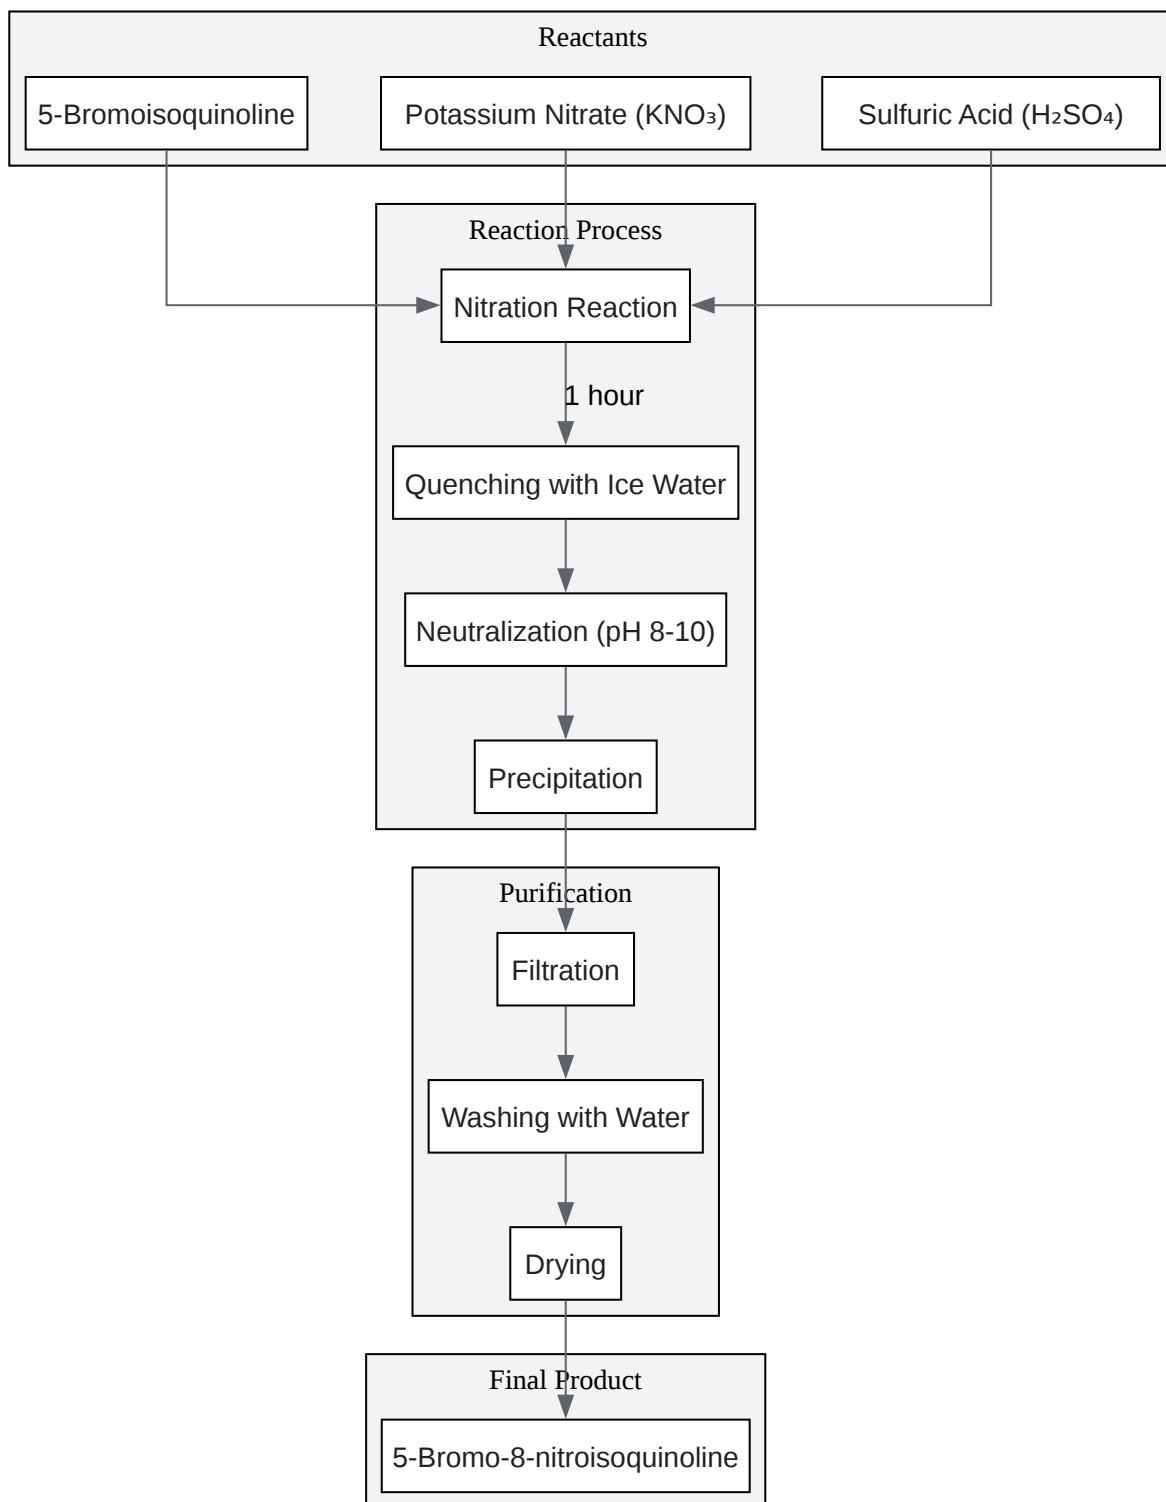 Reactants
5-Bromoisoquinoline
Potassium Nitrate (KNO₃)
Sulfuric Acid (H₂SO₄)
Reaction Process
Nitration Reaction
1 hour
Quenching with Ice Water
Neutralization (pH 8-10)
Precipitation
Purification
Filtration
Washing with Water
Drying
Final Product
5-Bromo-8-nitroisoquinoline